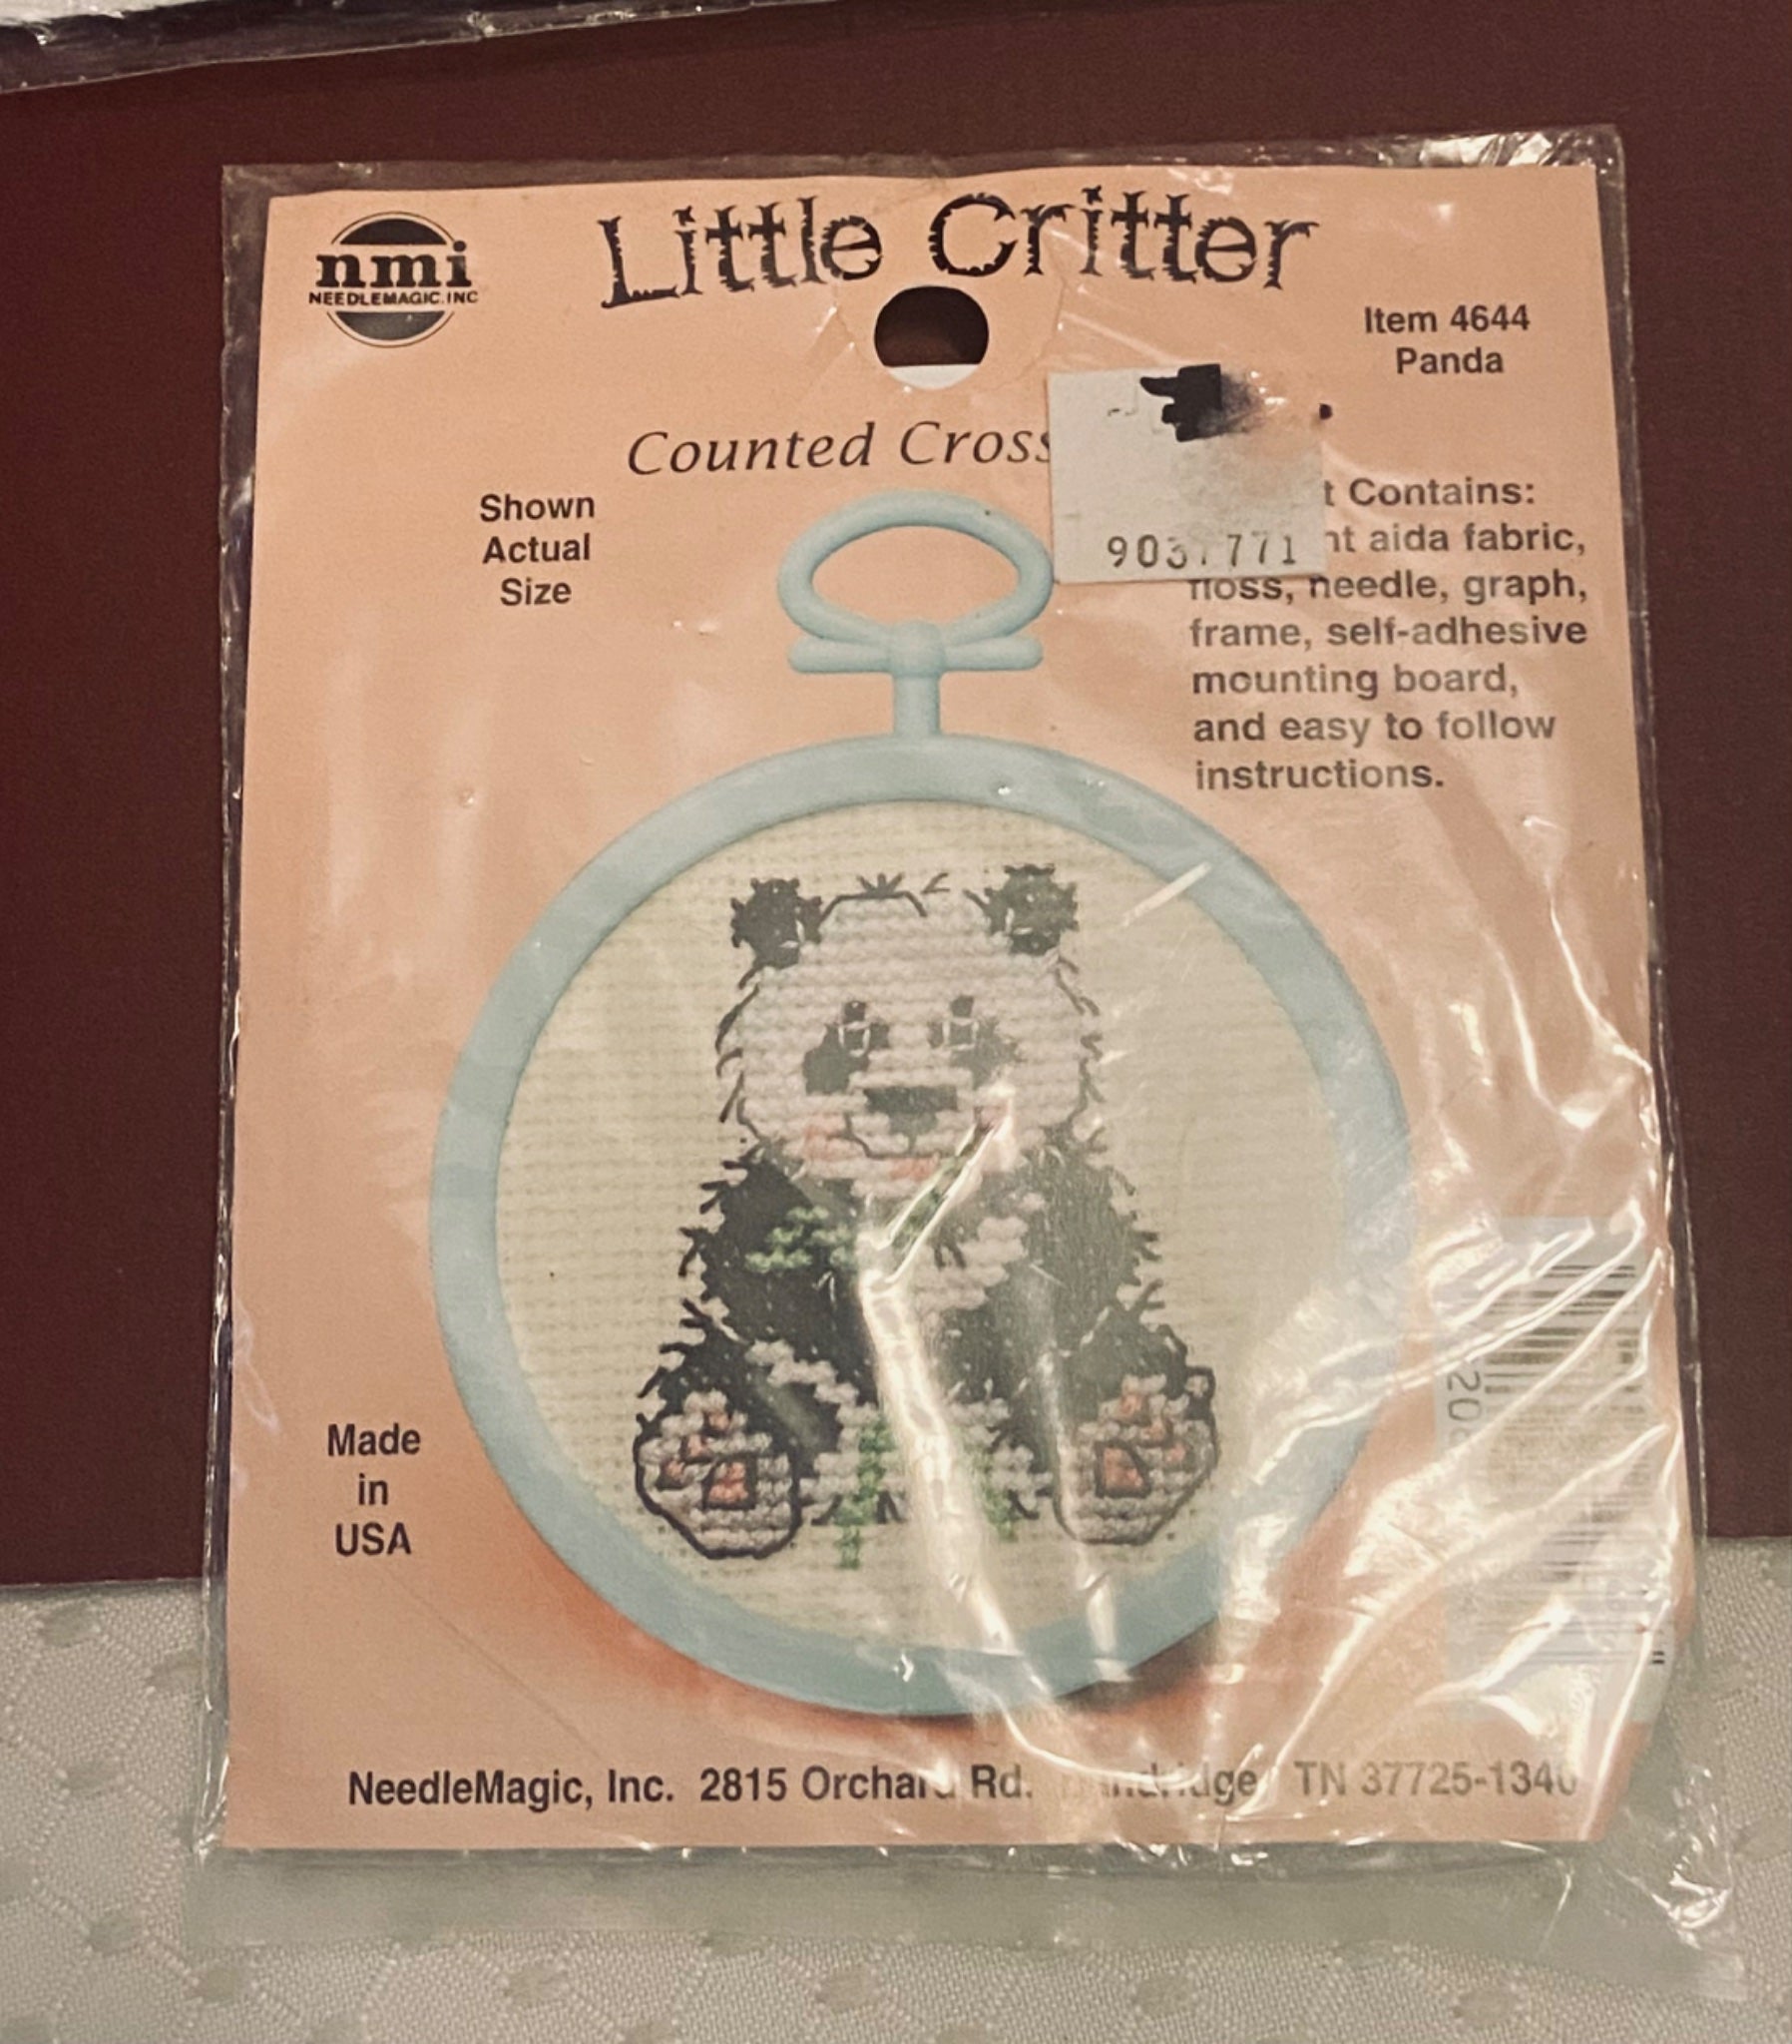 nmi
NEEDLEMAGIC, INC
Little Critter
Item 4644
Panda
Counted Cross
Shown
Actual
Size
Contains:
aida fabric,
floss, needle, graph,
frame, self-adhesive
mounting board,
and easy to follow
instructions.
Made
in
USA
NeedleMagic, Inc. 2815 Orchard Rd. Dandridge, TN 37725-1340